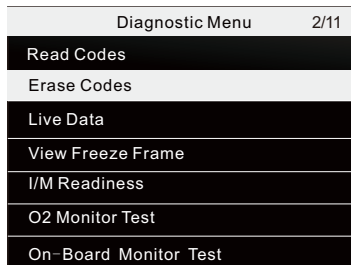 Diagnostic Menu 2/11
Read Codes
Erase Codes
Live Data
View Freeze Frame
I/M Readiness
O2 Monitor Test
On-Board Monitor Test